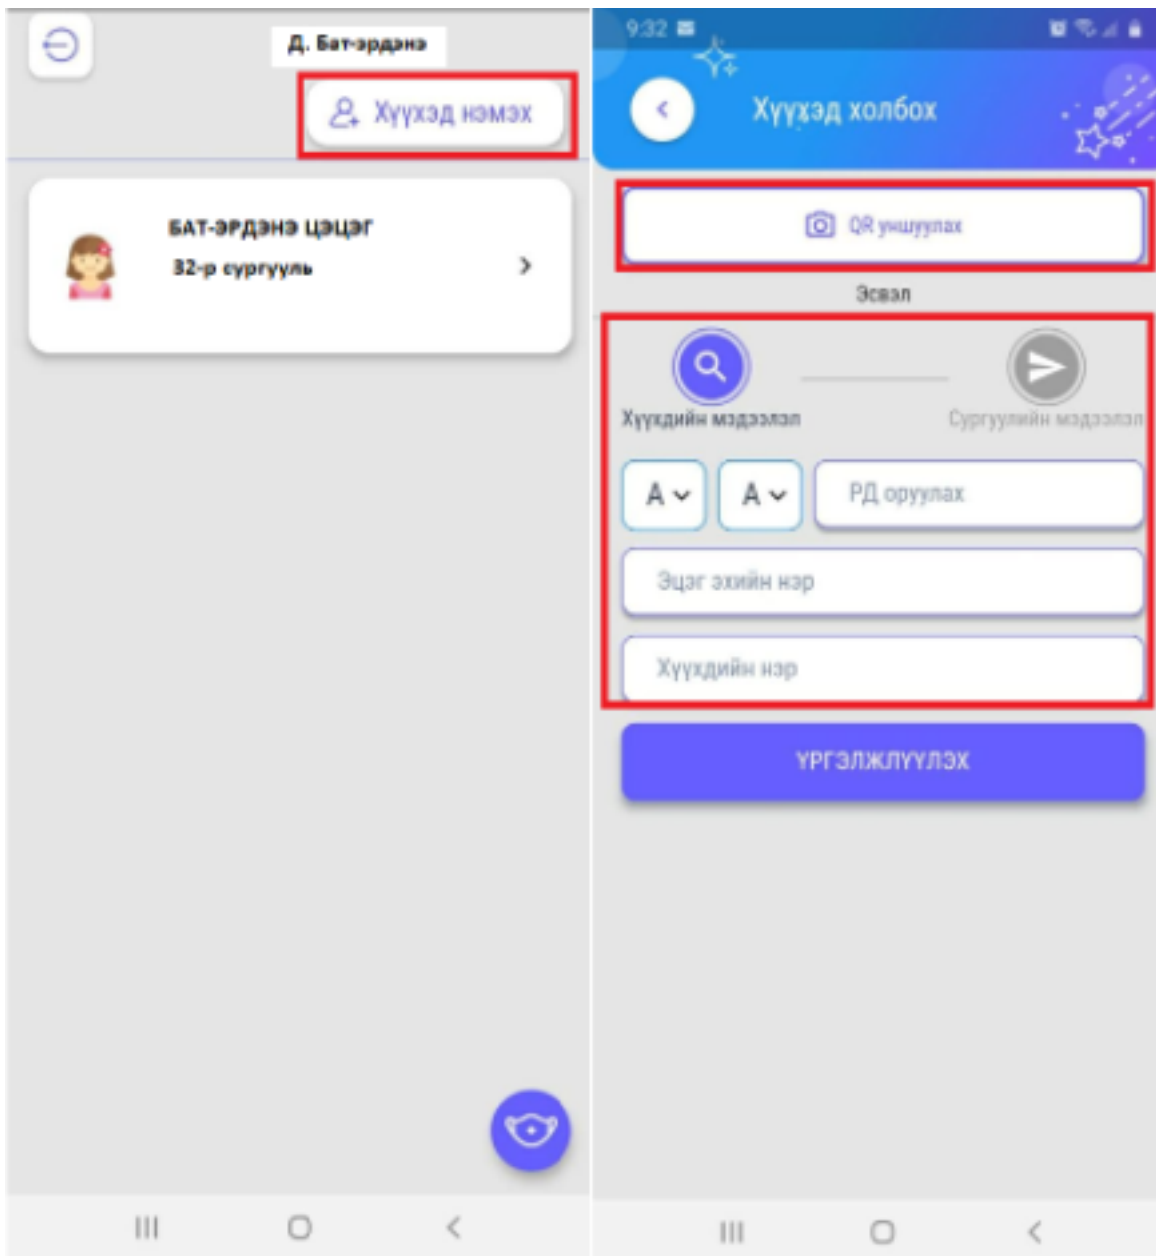 Д. Бат-эрдэнэ
Хүүхэд нэмэх
БАТ-ЭРДЭНЭ ЦЭЦЭГ
32-р сургууль
9:32
Хүүхэд холбох
QR уншуулах
Эсвэл
Хүүхдийн мэдээлэл
Сургуулийн мэдээлэл
А А РД оруулах
Эцэг эхийн нэр
Хүүхдийн нэр
ҮРГЭЛЖЛҮҮЛЭХ